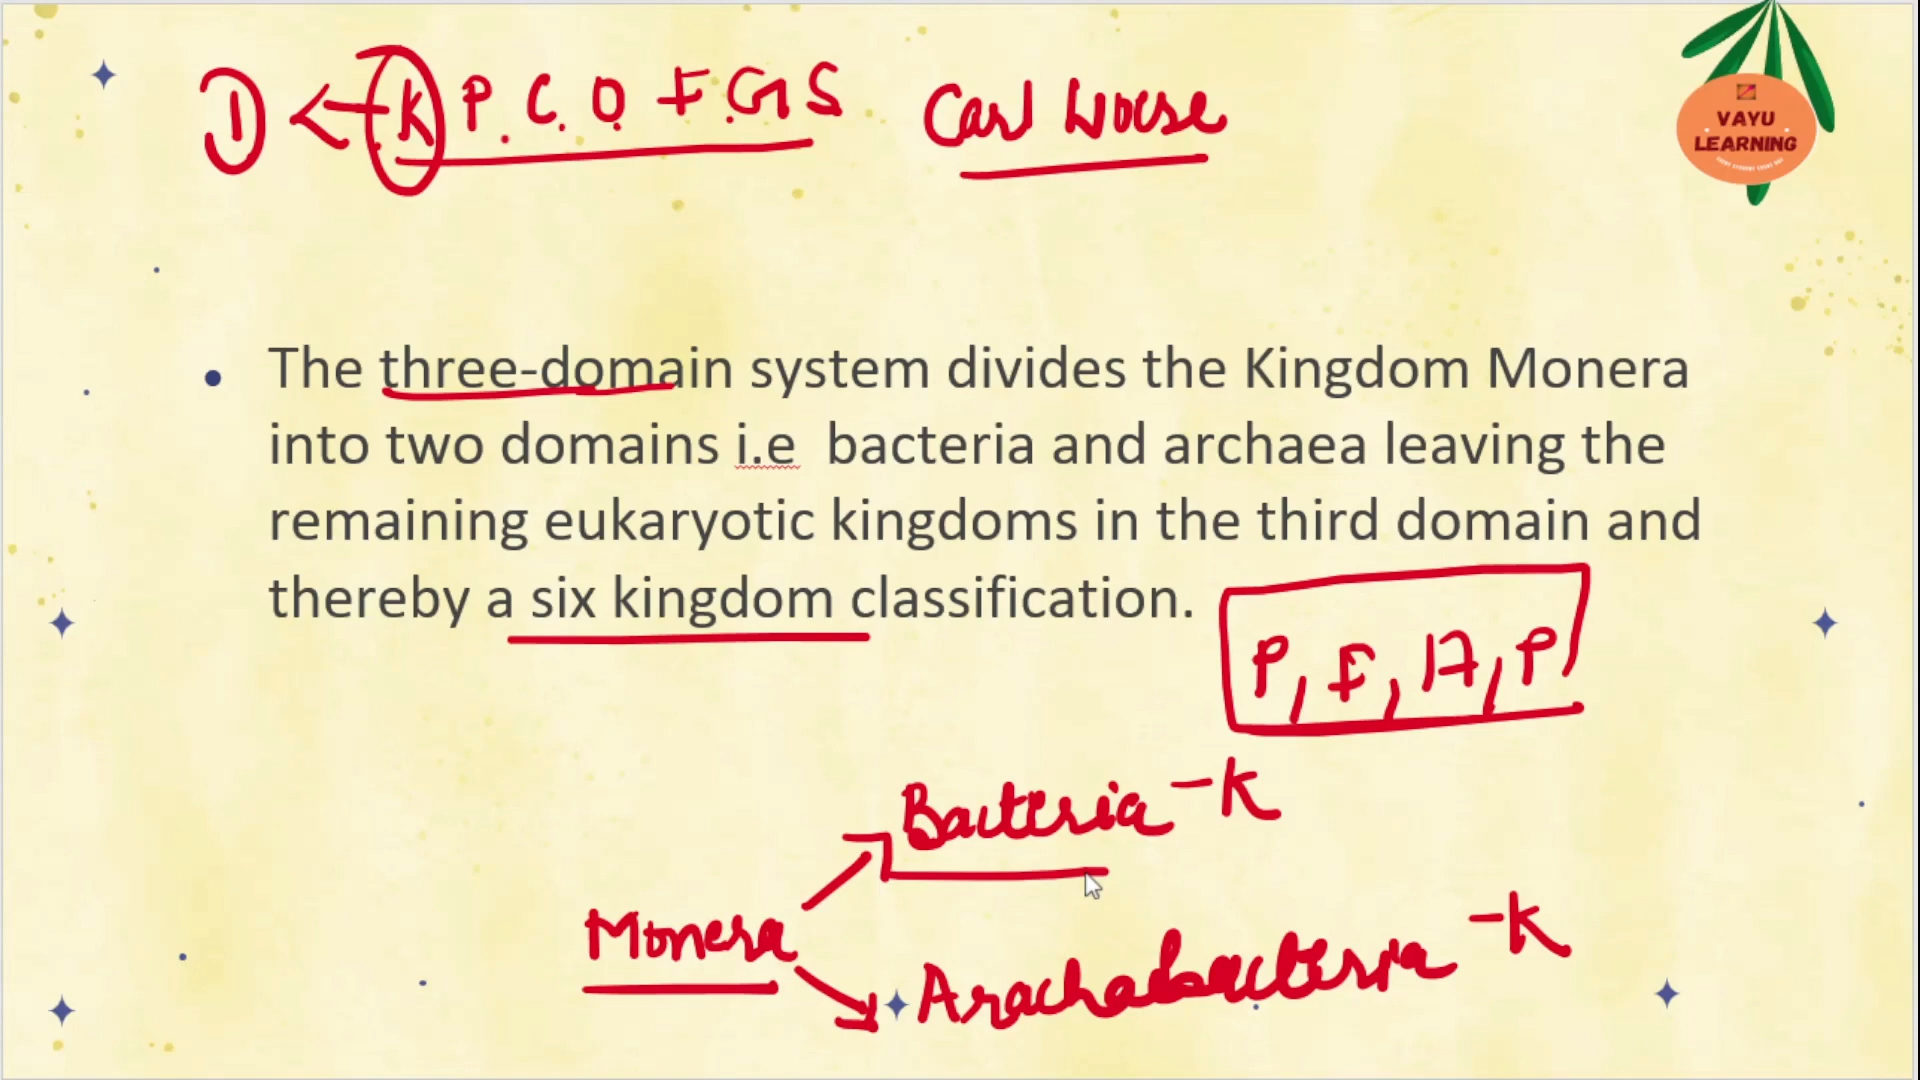 D ← K P. C. O. F. G S Carl Woese
VAYU
LEARNING
• The three-domain system divides the Kingdom Monera
into two domains i.e bacteria and archaea leaving the
remaining eukaryotic kingdoms in the third domain and
thereby a six kingdom classification.
P, F, A, P
Bacteria - K
Monera
Arachabacteria - K